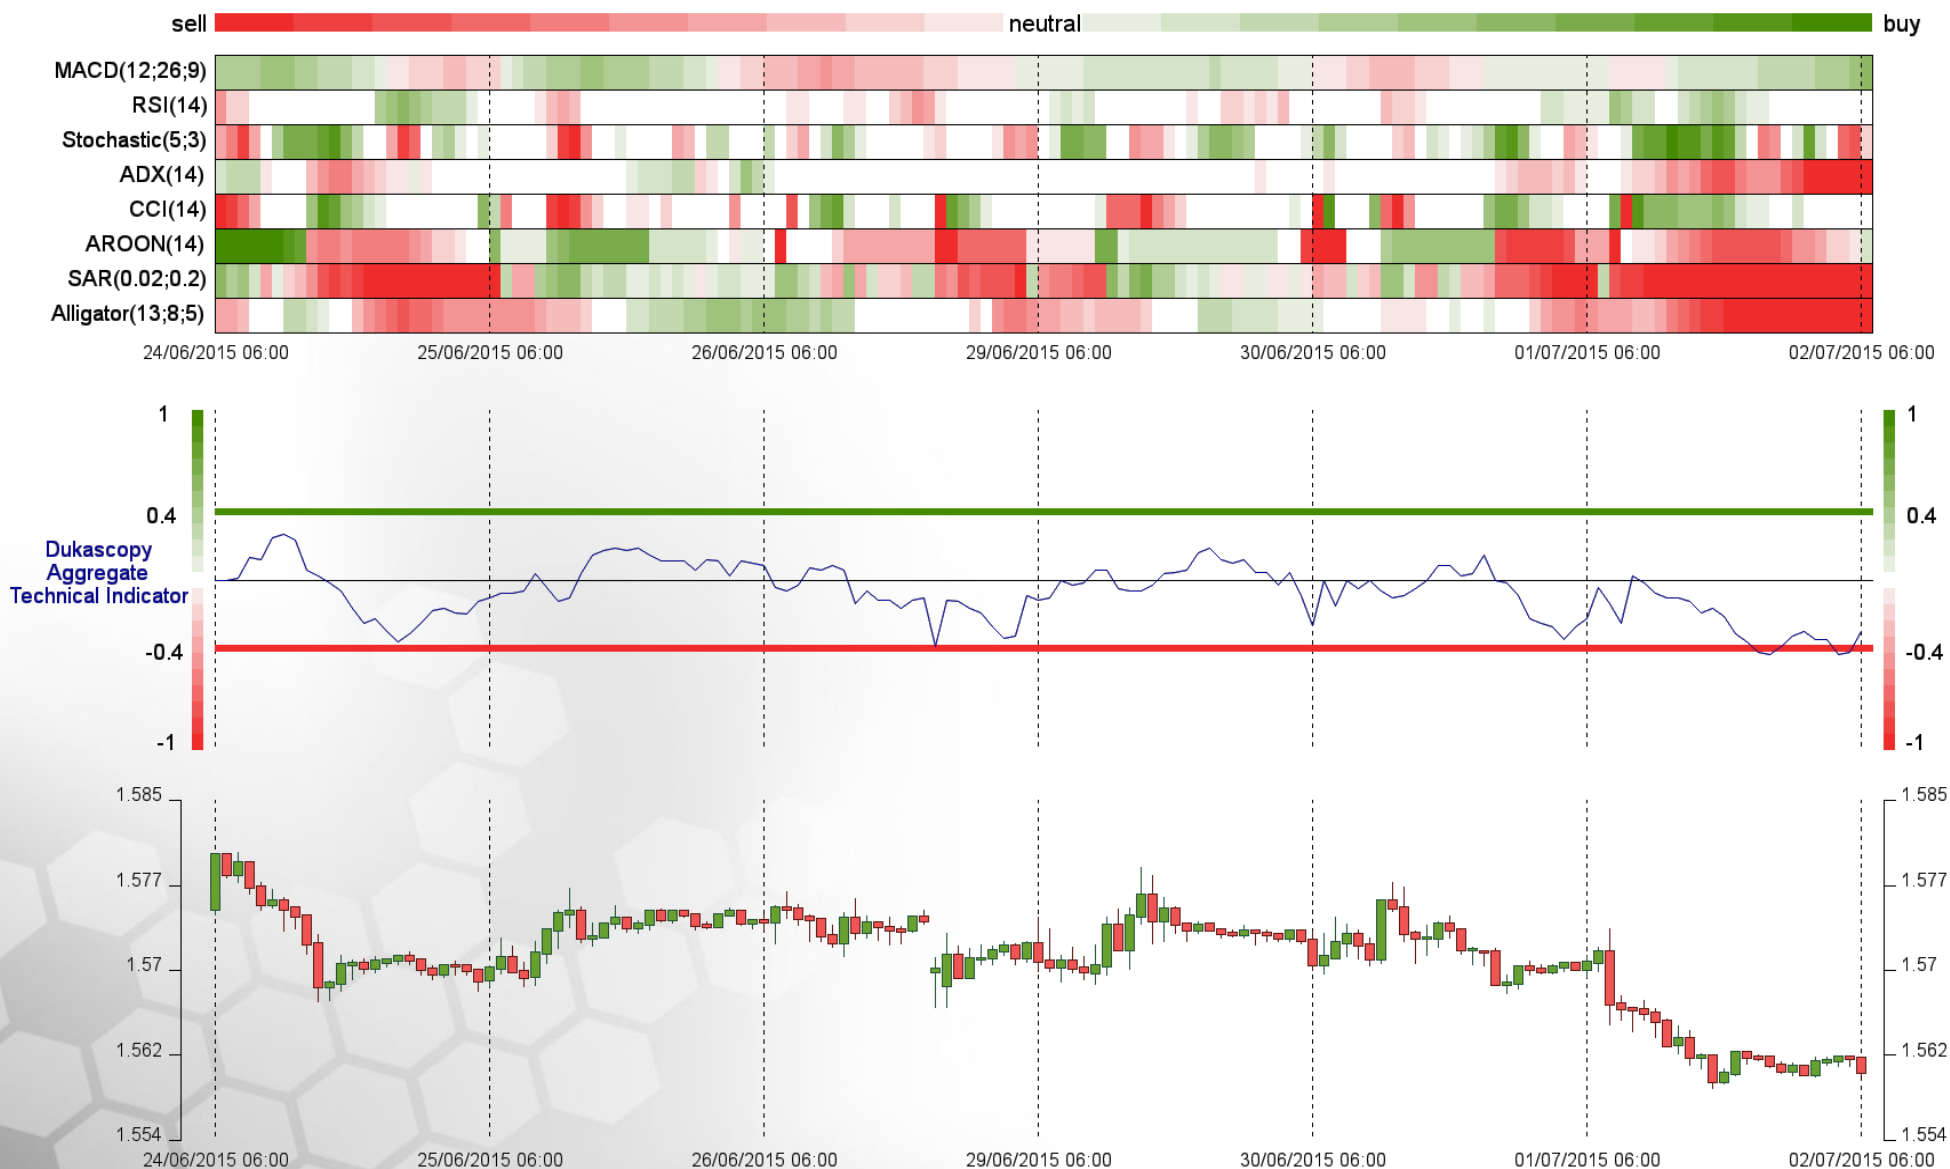 sell neutral buy
MACD(12;26;9)
RSI(14)
Stochastic(5;3)
ADX(14)
CCI(14)
AROON(14)
SAR(0.02;0.2)
Alligator(13;8;5)
24/06/2015 06:00 25/06/2015 06:00 26/06/2015 06:00 29/06/2015 06:00 30/06/2015 06:00 01/07/2015 06:00 02/07/2015 06:00
1 1
0.4 0.4
Dukascopy
Aggregate
Technical Indicator
-0.4 -0.4
-1 -1
1.585 1.585
1.577 1.577
1.57 1.57
1.562 1.562
1.554 1.554
24/06/2015 06:00 25/06/2015 06:00 26/06/2015 06:00 29/06/2015 06:00 30/06/2015 06:00 01/07/2015 06:00 02/07/2015 06:00